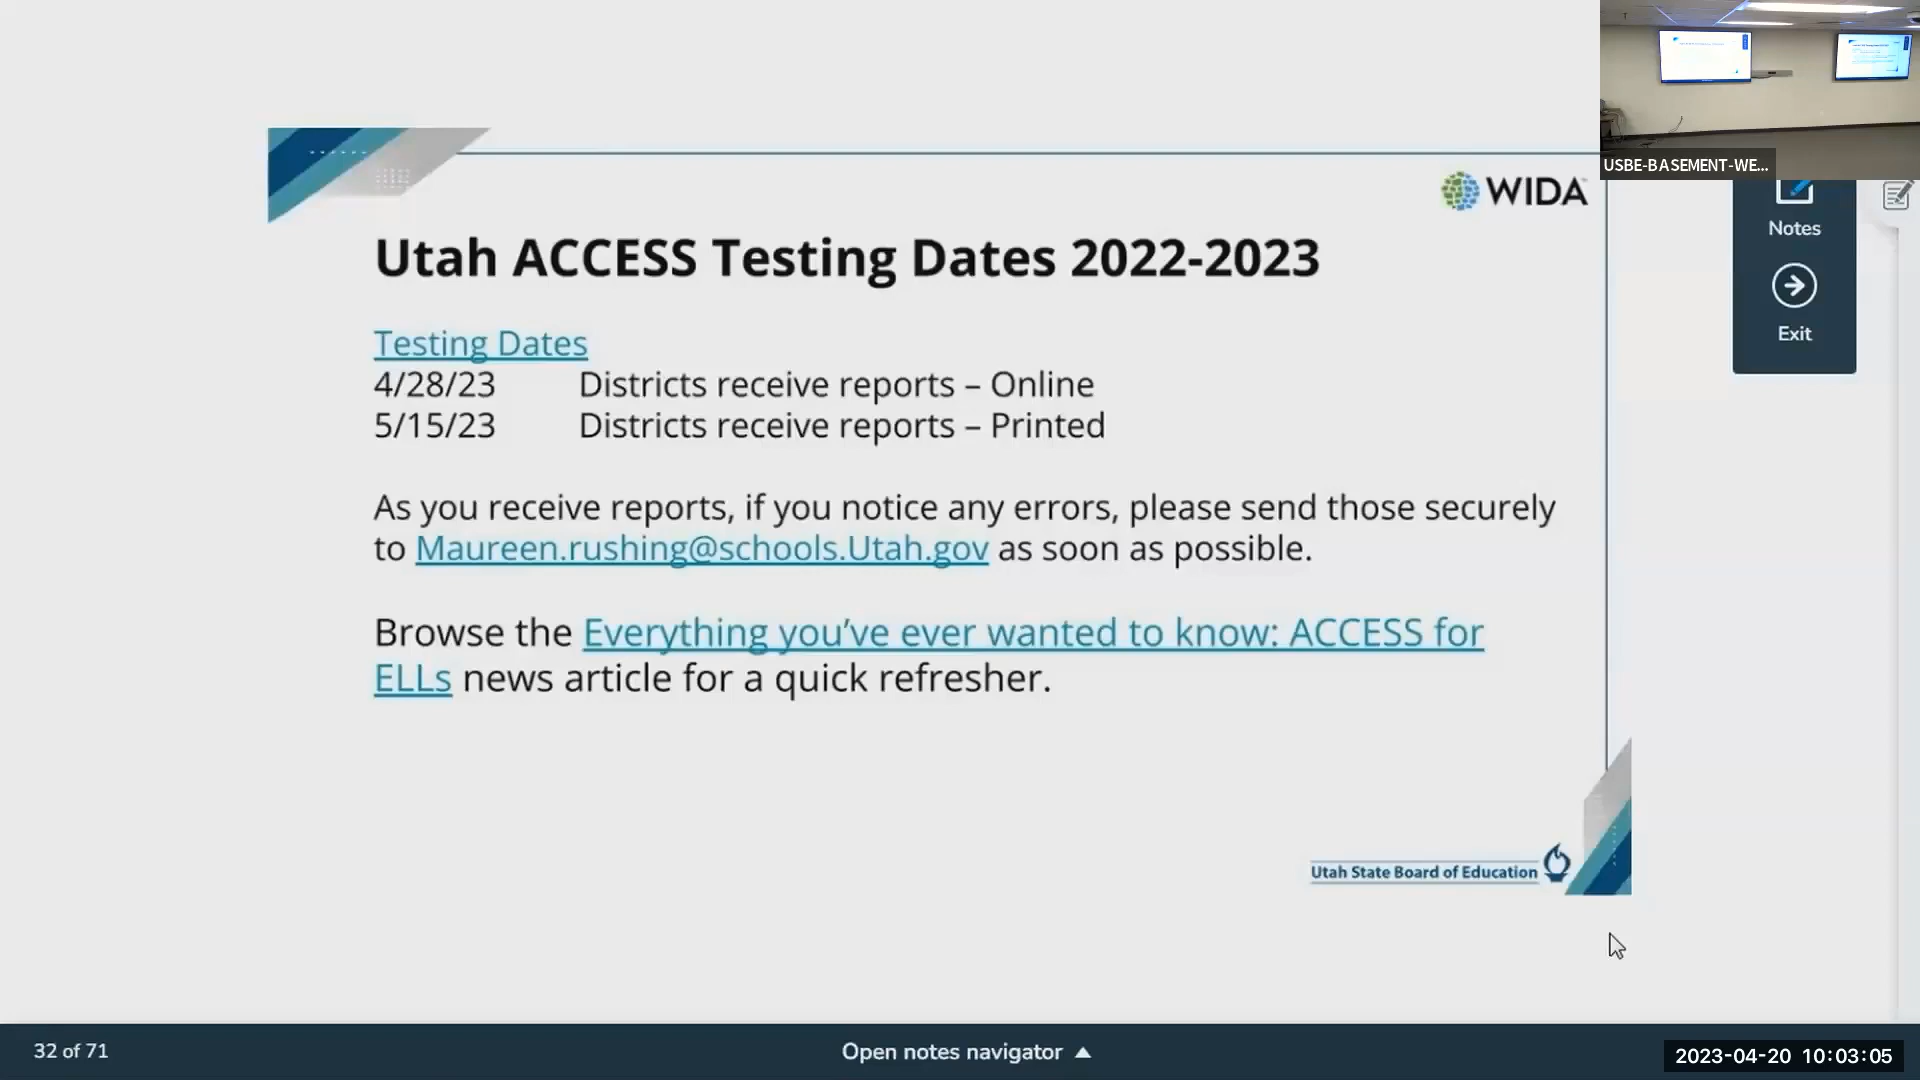 USBE-BASEMENT-WE...
WIDA
Notes
Exit
Utah ACCESS Testing Dates 2022-2023
Testing Dates
4/28/23 Districts receive reports – Online
5/15/23 Districts receive reports – Printed
As you receive reports, if you notice any errors, please send those securely
to Maureen.rushing@schools.Utah.gov as soon as possible.
Browse the Everything you’ve ever wanted to know: ACCESS for
ELLs news article for a quick refresher.
Utah State Board of Education
32 of 71
Open notes navigator
2023-04-20 10:03:05